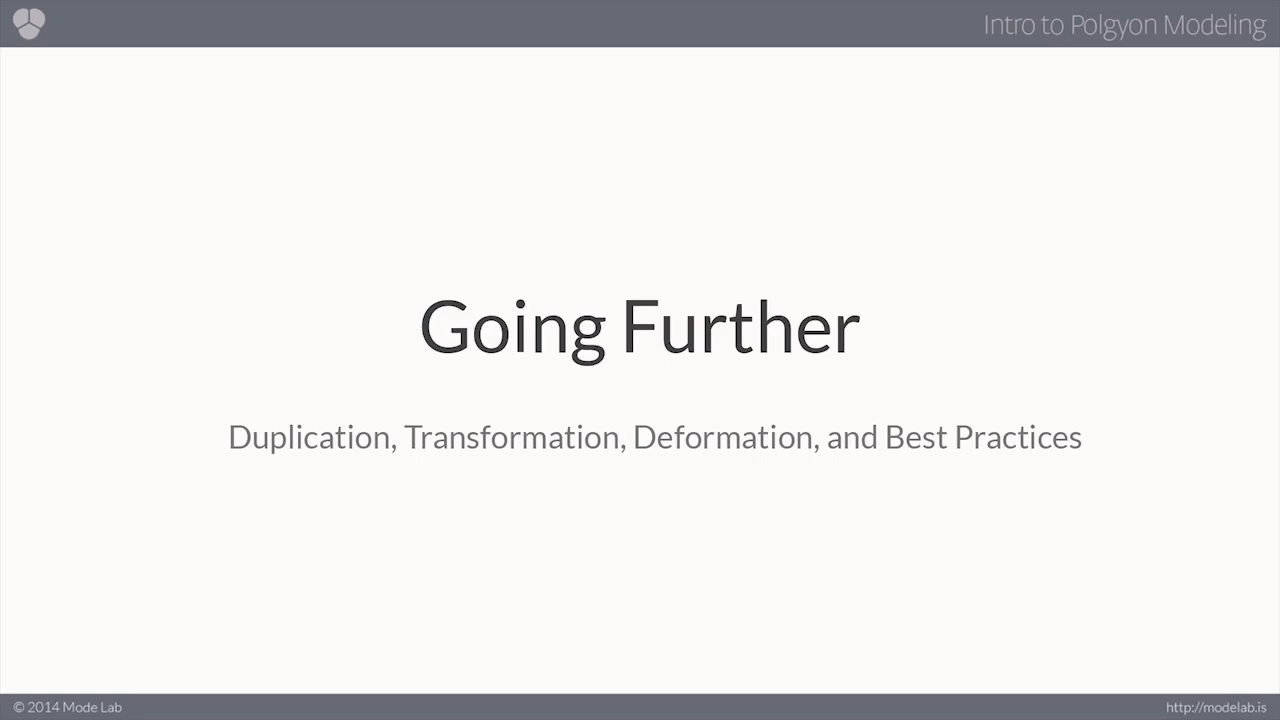 Intro to Polgyon Modeling
Going Further
Duplication, Transformation, Deformation, and Best Practices
© 2014 Mode Lab
http://modelab.is